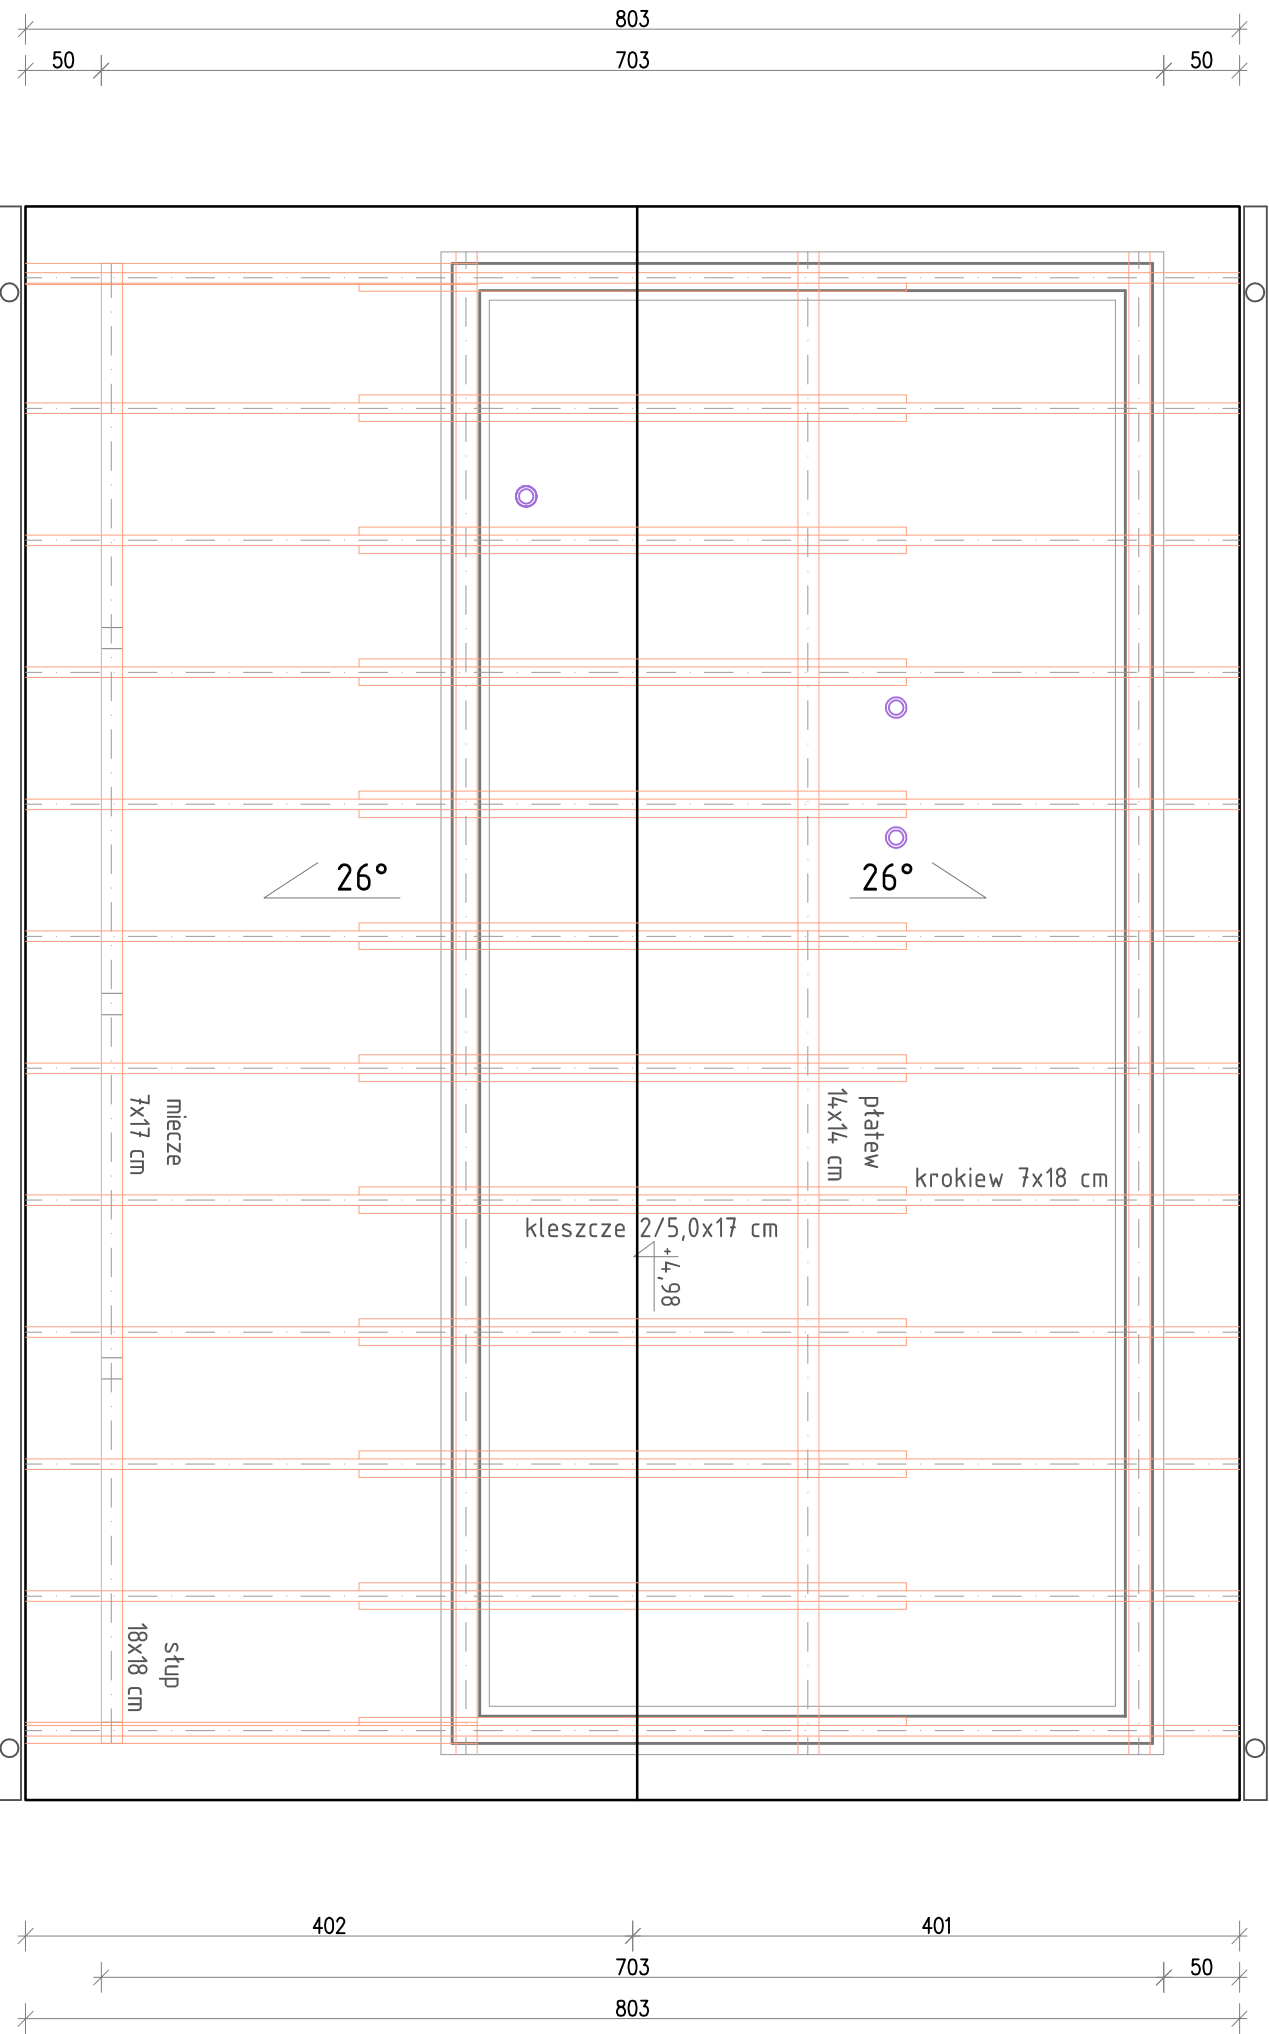 803
50
703
50
26°
26°
miecze
7x17 cm
płatew
14x14 cm
krokiew 7x18 cm
kleszcze 2/5,0x17 cm
+4,98
słup
18x18 cm
402
401
703
50
803